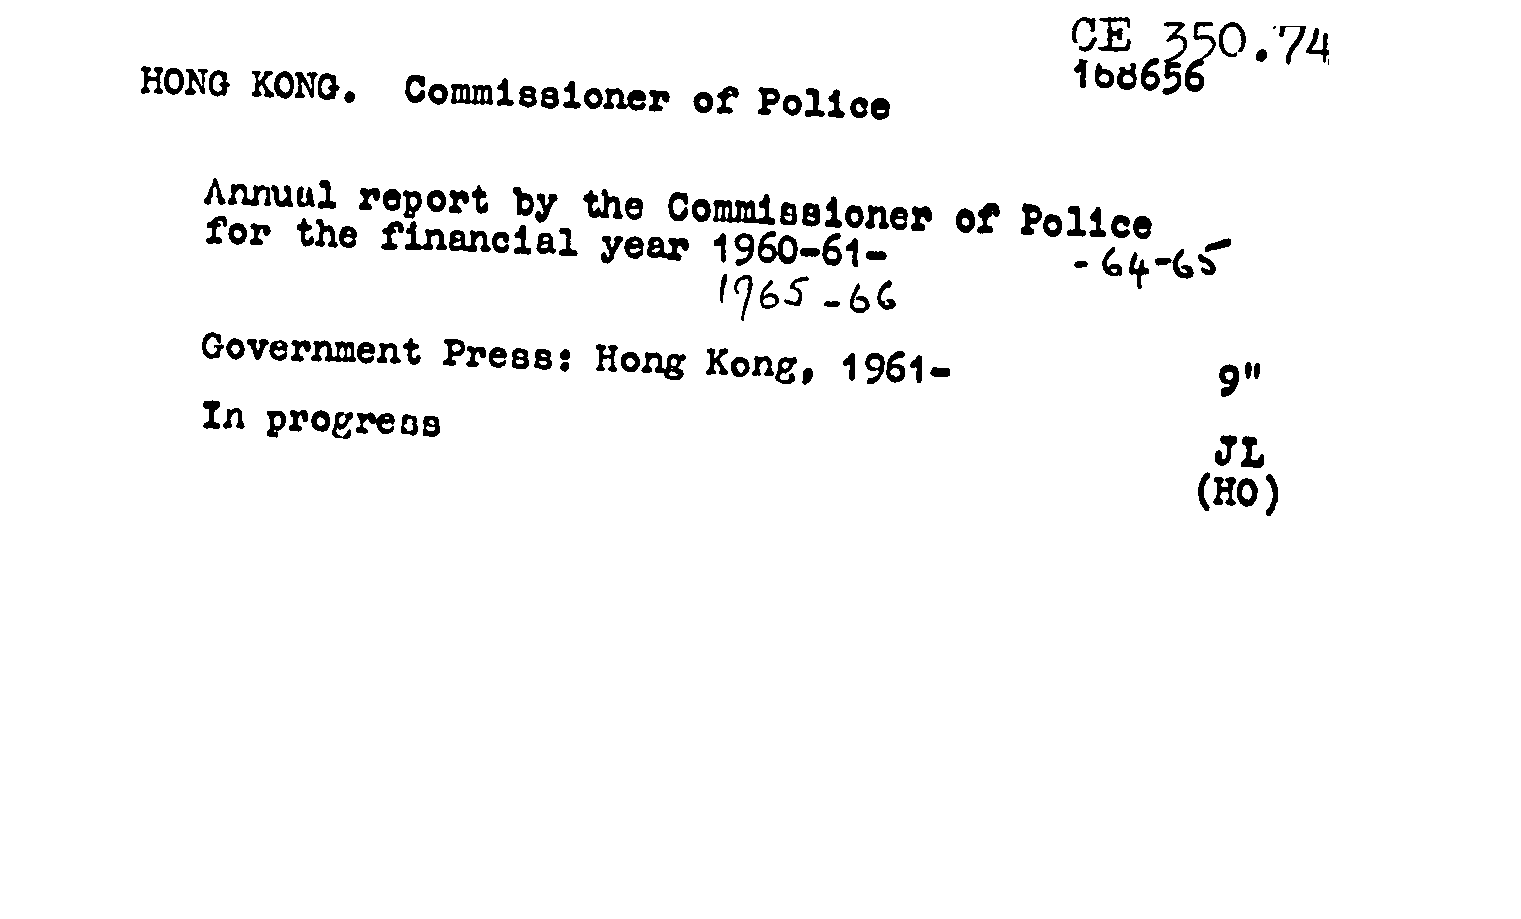 CE 350.74
168656
HONG KONG. Commissioner of Police
Annual report by the Commissioner of Police
for the financial year 1960-61- -64-65
1965-66
Government Press: Hong Kong, 1961- 9"
In progress
JL
(HO)